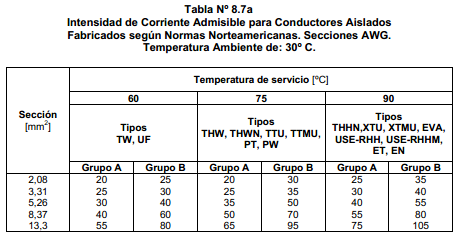 Tabla Nº 8.7a
Intensidad de Corriente Admisible para Conductores Aislados
Fabricados según Normas Norteamericanas. Secciones AWG.
Temperatura Ambiente de: 30º C.
Sección
[mm2]
Temperatura de servicio [ºC]
60 75 90
Tipos
TW, UF
Tipos
THW, THWN, TTU, TTMU,
PT, PW
Tipos
THHN,XTU, XTMU, EVA,
USE-RHH, USE-RHHM,
ET, EN
Grupo A Grupo B Grupo A Grupo B Grupo A Grupo B
2,08 20 25 20 30 25 35
3,31 25 30 25 35 30 40
5,26 30 40 35 50 40 55
8,37 40 60 50 70 55 80
13,3 55 80 65 95 75 105